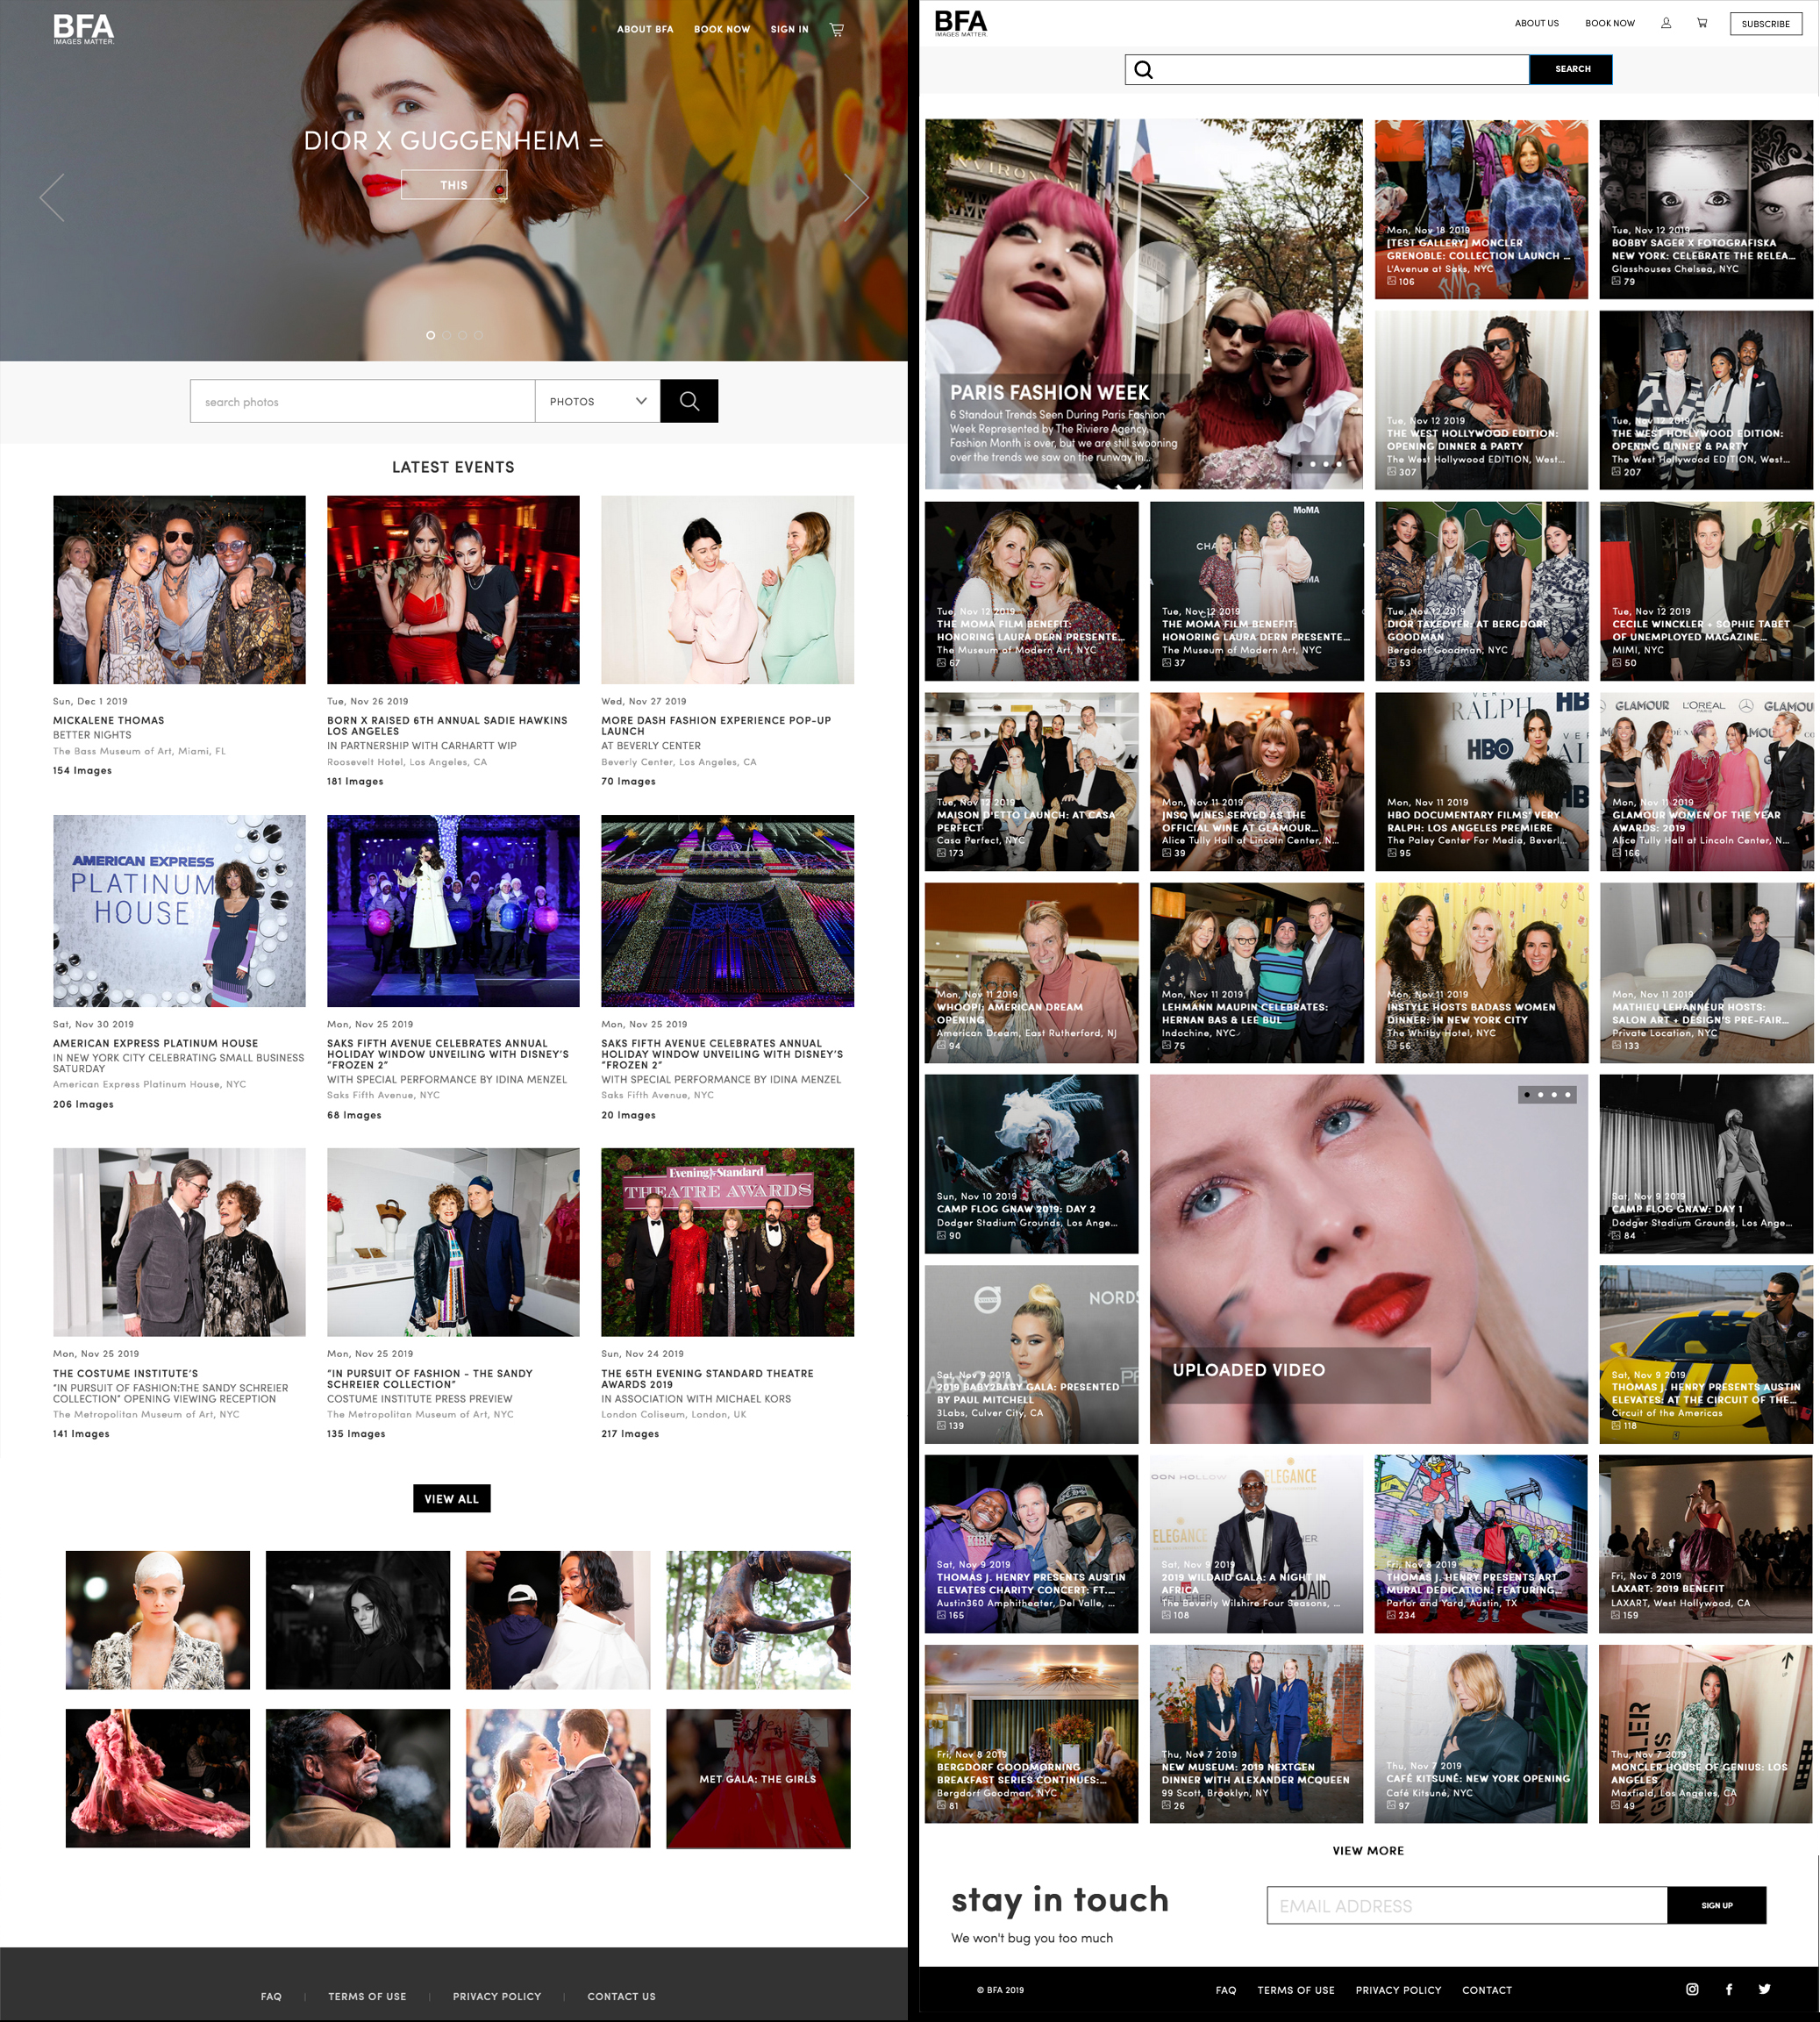 BFA
IMAGES MATTER.
ABOUT BFA
BOOK NOW
SIGN IN
DIOR X GUGGENHEIM =
THIS
search photos
PHOTOS
LATEST EVENTS
Sun, Dec 1 2019
MICKALENE THOMAS
BETTER NIGHTS
The Bass Museum of Art, Miami, FL
154 Images
Tue, Nov 26 2019
BORN X RAISED 6TH ANNUAL SADIE HAWKINS
LOS ANGELES
IN PARTNERSHIP WITH CARHARTT WIP
Roosevelt Hotel, Los Angeles, CA
181 Images
Wed, Nov 27 2019
MORE DASH FASHION EXPERIENCE POP-UP
LAUNCH
AT BEVERLY CENTER
Beverly Center, Los Angeles, CA
70 Images
AMERICAN EXPRESS
PLATINUM
HOUSE
Sat, Nov 30 2019
AMERICAN EXPRESS PLATINUM HOUSE
IN NEW YORK CITY CELEBRATING SMALL BUSINESS
SATURDAY
American Express Platinum House, NYC
206 Images
Mon, Nov 25 2019
SAKS FIFTH AVENUE CELEBRATES ANNUAL
HOLIDAY WINDOW UNVEILING WITH DISNEY'S
"FROZEN 2"
WITH SPECIAL PERFORMANCE BY IDINA MENZEL
Saks Fifth Avenue, NYC
68 Images
Mon, Nov 25 2019
SAKS FIFTH AVENUE CELEBRATES ANNUAL
HOLIDAY WINDOW UNVEILING WITH DISNEY'S
"FROZEN 2"
WITH SPECIAL PERFORMANCE BY IDINA MENZEL
Saks Fifth Avenue, NYC
20 Images
Evening Standard
THEATRE AWARDS
Mon, Nov 25 2019
THE COSTUME INSTITUTE'S
"IN PURSUIT OF FASHION:THE SANDY SCHREIER
COLLECTION" OPENING VIEWING RECEPTION
The Metropolitan Museum of Art, NYC
141 Images
Mon, Nov 25 2019
"IN PURSUIT OF FASHION - THE SANDY
SCHREIER COLLECTION"
COSTUME INSTITUTE PRESS PREVIEW
The Metropolitan Museum of Art, NYC
135 Images
Sun, Nov 24 2019
THE 65TH EVENING STANDARD THEATRE
AWARDS 2019
IN ASSOCIATION WITH MICHAEL KORS
London Coliseum, London, UK
217 Images
VIEW ALL
MET GALA: THE GIRLS
FAQ
TERMS OF USE
PRIVACY POLICY
CONTACT US
BFA
IMAGES MATTER.
ABOUT US
BOOK NOW
SUBSCRIBE
SEARCH
PARIS FASHION WEEK
6 Standout Trends Seen During Paris Fashion
Week Represented by The Riviere Agency
Fashion Month is over, but we are still swooning
over the trends we saw on the runway in...
Mon, Nov 18 2019
[TEST GALLERY] MONCLER
GRENOBLE: COLLECTION LAUNCH ...
L'Avenue at Saks, NYC
106
Tue, Nov 12 2019
BOBBY SAGER X FOTOGRAFISKA
NEW YORK: CELEBRATE THE RELEA...
Glasshouses Chelsea, NYC
79
Tue, Nov 12 2019
THE WEST HOLLYWOOD EDITION:
OPENING DINNER & PARTY
The West Hollywood EDITION, West...
307
Tue, Nov 12 2019
THE WEST HOLLYWOOD EDITION:
OPENING DINNER & PARTY
The West Hollywood EDITION, West...
207
Tue, Nov 12 2019
THE MOMA FILM BENEFIT:
HONORING LAURA DERN PRESENTE...
The Museum of Modern Art, NYC
67
MoMA
Tue, Nov 12 2019
THE MOMA FILM BENEFIT:
HONORING LAURA DERN PRESENTE...
The Museum of Modern Art, NYC
37
Tue, Nov 12 2019
DIOR TAKEOVER: AT BERGDORF
GOODMAN
Bergdorf Goodman, NYC
53
Tue, Nov 12 2019
CECILE WINCKLER + SOPHIE TABET
OF UNEMPLOYED MAGAZINE...
MIMI, NYC
50
Tue, Nov 12 2019
MAISON D'ETTO LAUNCH: AT CASA
PERFECT
Casa Perfect, NYC
173
Mon, Nov 11 2019
JNSQ WINES SERVED AS THE
OFFICIAL WINE AT GLAMOUR...
Alice Tully Hall at Lincoln Center, N...
39
RALPH
HBO
Mon, Nov 11 2019
HBO DOCUMENTARY FILMS' VERY
RALPH: LOS ANGELES PREMIERE
The Paley Center For Media, Beverl...
95
GLAMOUR
L'ORÉAL
Mon, Nov 11 2019
GLAMOUR WOMEN OF THE YEAR
AWARDS: 2019
Alice Tully Hall at Lincoln Center, N...
166
Mon, Nov 11 2019
WHOOPI: AMERICAN DREAM
OPENING
American Dream, East Rutherford, NJ
94
Mon, Nov 11 2019
LEHMANN MAUPIN CELEBRATES:
HERNAN BAS & LEE BUL
Indochine, NYC
75
Mon, Nov 11 2019
INSTYLE HOSTS BADASS WOMEN
DINNER: IN NEW YORK CITY
The Whitby Hotel, NYC
56
Mon, Nov 11 2019
MATHIEU LEHANNEUR HOSTS:
SALON ART + DESIGN'S PRE-FAIR...
Private Location, NYC
133
Sun, Nov 10 2019
CAMP FLOG GNAW 2019: DAY 2
Dodger Stadium Grounds, Los Ange...
90
Sat, Nov 9 2019
CAMP FLOG GNAW: DAY 1
Dodger Stadium Grounds, Los Ange...
84
Sat, Nov 9 2019
2019 BABY2BABY GALA: PRESENTED
BY PAUL MITCHELL
3Labs, Culver City, CA
139
UPLOADED VIDEO
Sat, Nov 9 2019
THOMAS J. HENRY PRESENTS AUSTIN
ELEVATES: AT THE CIRCUIT OF THE...
Circuit of the Americas
118
Sat, Nov 9 2019
THOMAS J. HENRY PRESENTS AUSTIN
ELEVATES CHARITY CONCERT: FT....
Austin360 Amphitheater, Del Valle, ...
165
ELEGANCE
Sat, Nov 9 2019
2019 WILDAID GALA: A NIGHT IN
AFRICA
The Beverly Wilshire Four Seasons, ...
108
Fri, Nov 8 2019
THOMAS J. HENRY PRESENTS ART
MURAL DEDICATION: FEATURING...
Parlor and Yard, Austin, TX
234
Fri, Nov 8 2019
LAXART: 2019 BENEFIT
LAXART, West Hollywood, CA
159
Fri, Nov 8 2019
BERGDORF GOODMORNING
BREAKFAST SERIES CONTINUES:...
Bergdorf Goodman, NYC
81
Thu, Nov 7 2019
NEW MUSEUM: 2019 NEXTGEN
DINNER WITH ALEXANDER MCQUEEN
99 Scott, Brooklyn, NY
26
Thu, Nov 7 2019
CAFÉ KITSUNÉ: NEW YORK OPENING
Café Kitsuné, NYC
97
Thu, Nov 7 2019
MONCLER HOUSE OF GENIUS: LOS
ANGELES
Maxfield, Los Angeles, CA
49
VIEW MORE
stay in touch
We won't bug you too much
EMAIL ADDRESS
SIGN UP
© BFA 2019
FAQ
TERMS OF USE
PRIVACY POLICY
CONTACT